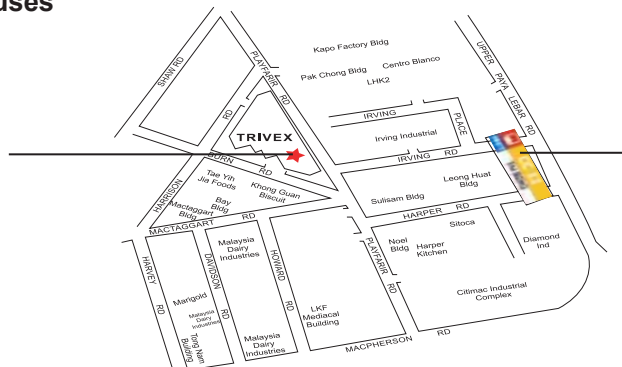 uses
SHAW RD
PLAYFAIR RD
Kapo Factory Bldg
Pak Chong Bldg
Centro Bianco
LHK2
UPPER PAYA LEBAR RD
RD
IRVING
PLACE
TRIVEX
Irving Industrial
BURN RD
IRVING RD
HARRISON
Tae Yih
Jia Foods
Khong Guan
Biscuit
Leong Huat
Bldg
Bay
Bldg
Mactaggart
Bldg
Sulisam Bldg
MACTAGGART RD
HARPER RD
Sitoca
Noel
Bldg
Harper
Kitchen
Diamond
Ind
HARVEY RD
DAVIDSON RD
Malaysia
Dairy
Industries
HOWARD RD
PLAYFAIR RD
Marigold
Malaysia
Dairy
Industries
Tong Nam
Building
Malaysia
Dairy
Industries
LKF
Mediacal
Building
Citimac Industrial
Complex
MACPHERSON RD